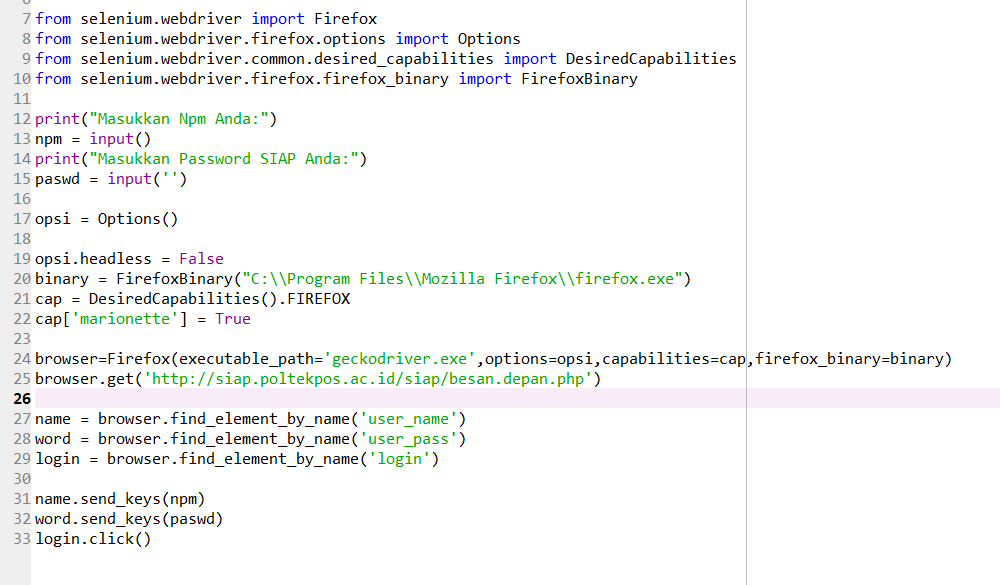 7 from selenium.webdriver import Firefox
8 from selenium.webdriver.firefox.options import Options
9 from selenium.webdriver.common.desired_capabilities import DesiredCapabilities
10 from selenium.webdriver.firefox.firefox_binary import FirefoxBinary
11
12 print("Masukkan Npm Anda:")
13 npm = input()
14 print("Masukkan Password SIAP Anda:")
15 paswd = input('')
16
17 opsi = Options()
18
19 opsi.headless = False
20 binary = FirefoxBinary("C:\\Program Files\\Mozilla Firefox\\firefox.exe")
21 cap = DesiredCapabilities().FIREFOX
22 cap['marionette'] = True
23
24 browser=Firefox(executable_path='geckodriver.exe',options=opsi,capabilities=cap,firefox_binary=binary)
25 browser.get('http://siap.poltekpos.ac.id/siap/besan.depan.php')
26
27 name = browser.find_element_by_name('user_name')
28 word = browser.find_element_by_name('user_pass')
29 login = browser.find_element_by_name('login')
30
31 name.send_keys(npm)
32 word.send_keys(paswd)
33 login.click()